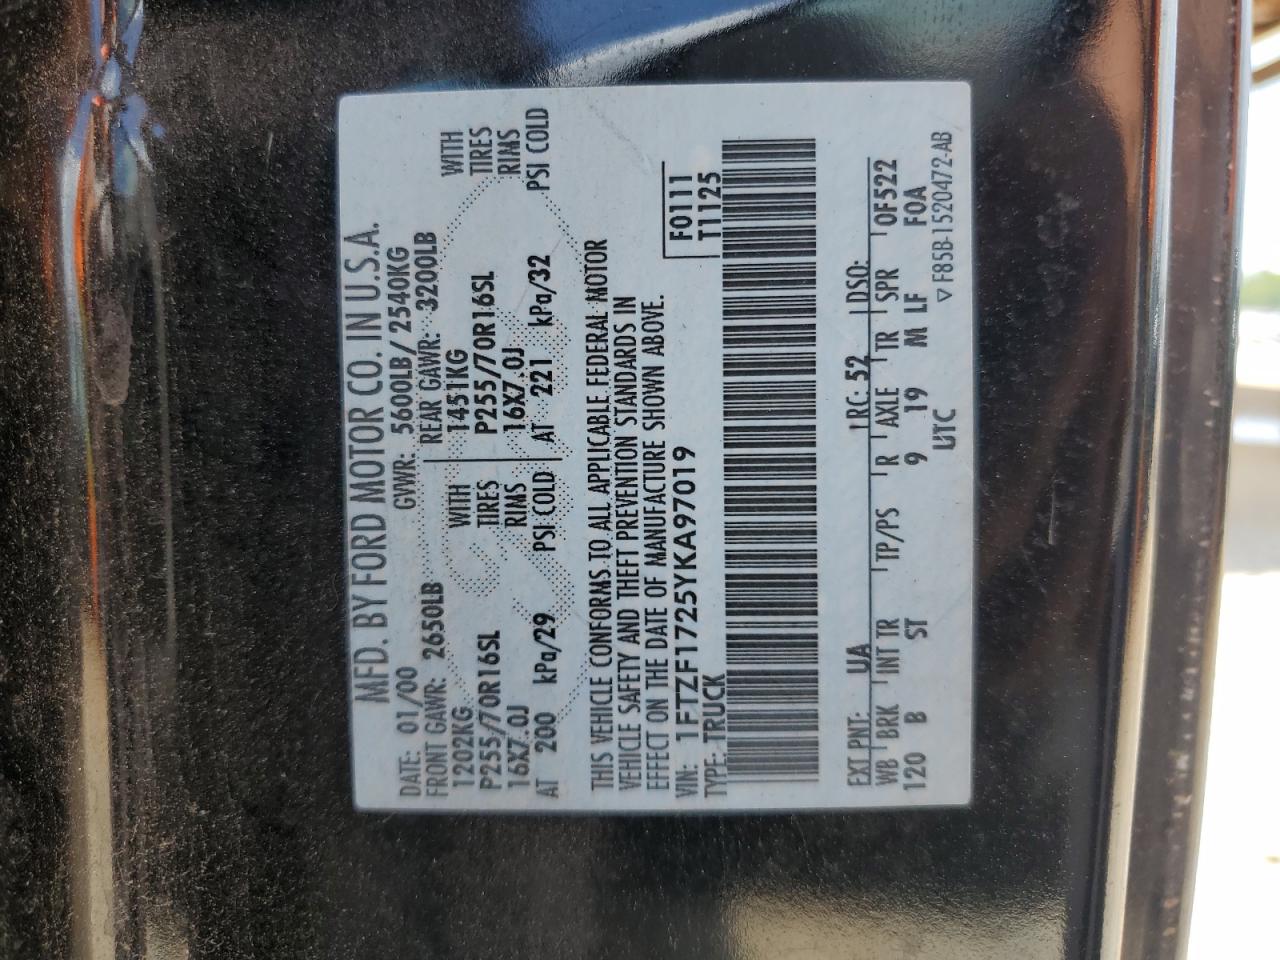 MFD. BY FORD MOTOR CO. IN U.S.A.
DATE: 01/00 GVWR: 5600LB/ 2540KG
FRONT GAWR: 2650LB REAR GAWR: 3200LB
1202KG WITH 1451KG WITH
P255/70R16SL TIRES P255/70R16SL TIRES
16X7.0J RIMS 16X7.0J RIMS
AT 200 kPa/29 PSI COLD AT 221 kPa/32 PSI COLD
THIS VEHICLE CONFORMS TO ALL APPLICABLE FEDERAL MOTOR
VEHICLE SAFETY AND THEFT PREVENTION STANDARDS IN
EFFECT ON THE DATE OF MANUFACTURE SHOWN ABOVE.
VIN: 1FTZF1725YKA97019 F0111
TYPE: TRUCK T1125
EXT PNT: UA RC: 52 DSO:
WB BRK INT TR TP/PS R AXLE TR SPR 0F522
120 B ST 9 19 M LF F0A
UTC ▽ F85B-1520472-AB